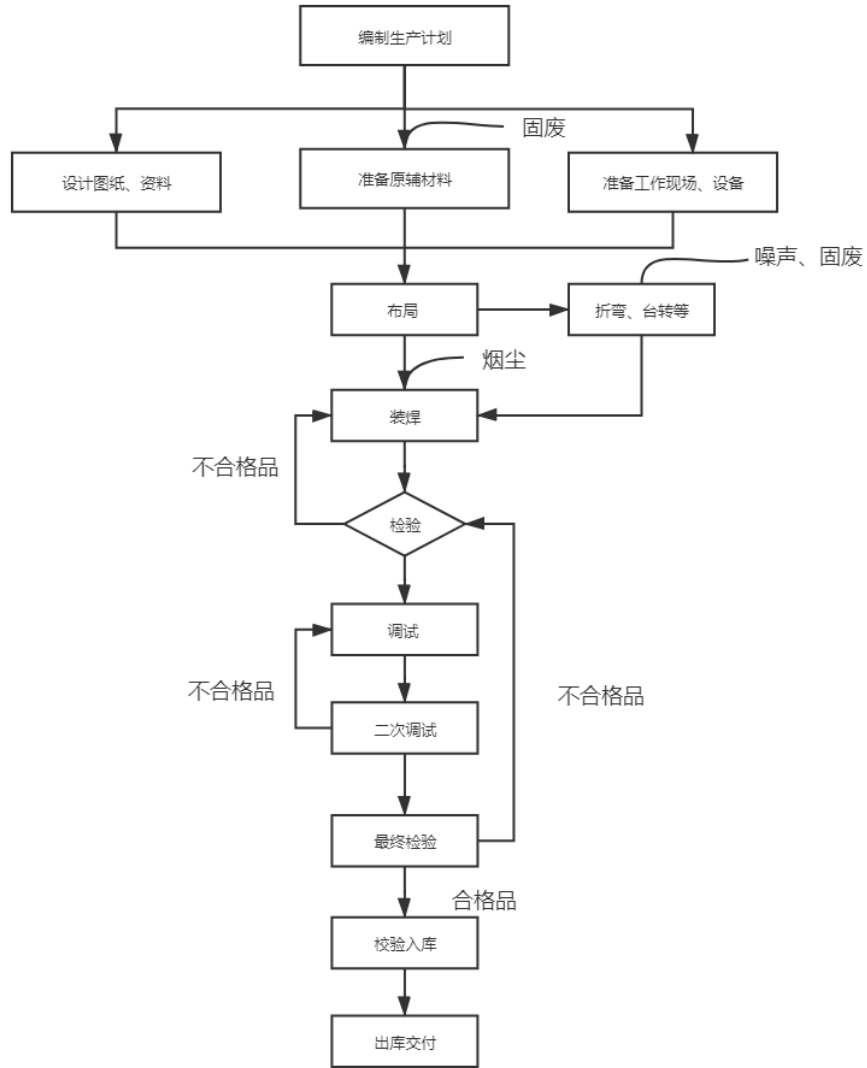 编制生产计划
固废
设计图纸、资料
准备原辅材料
准备工作现场、设备
噪声、固废
布局
折弯、台转等
烟尘
装焊
不合格品
检验
调试
不合格品
不合格品
二次调试
最终检验
合格品
校验入库
出库交付